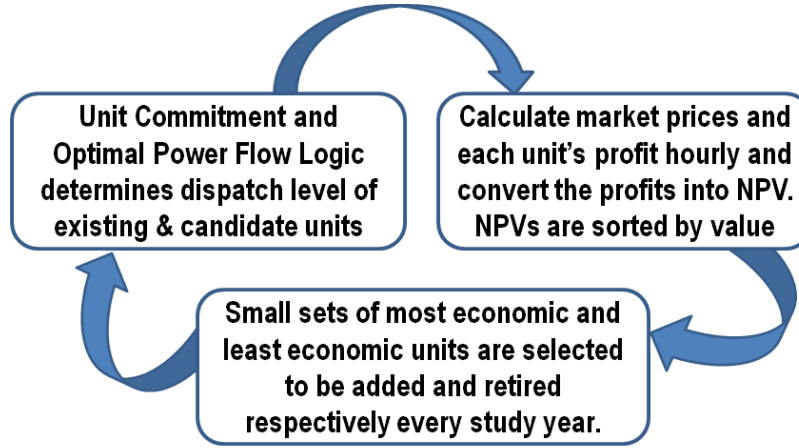 Unit Commitment and
Optimal Power Flow Logic
determines dispatch level of
existing & candidate units
Calculate market prices and
each unit's profit hourly and
convert the profits into NPV.
NPVs are sorted by value
Small sets of most economic and
least economic units are selected
to be added and retired
respectively every study year.